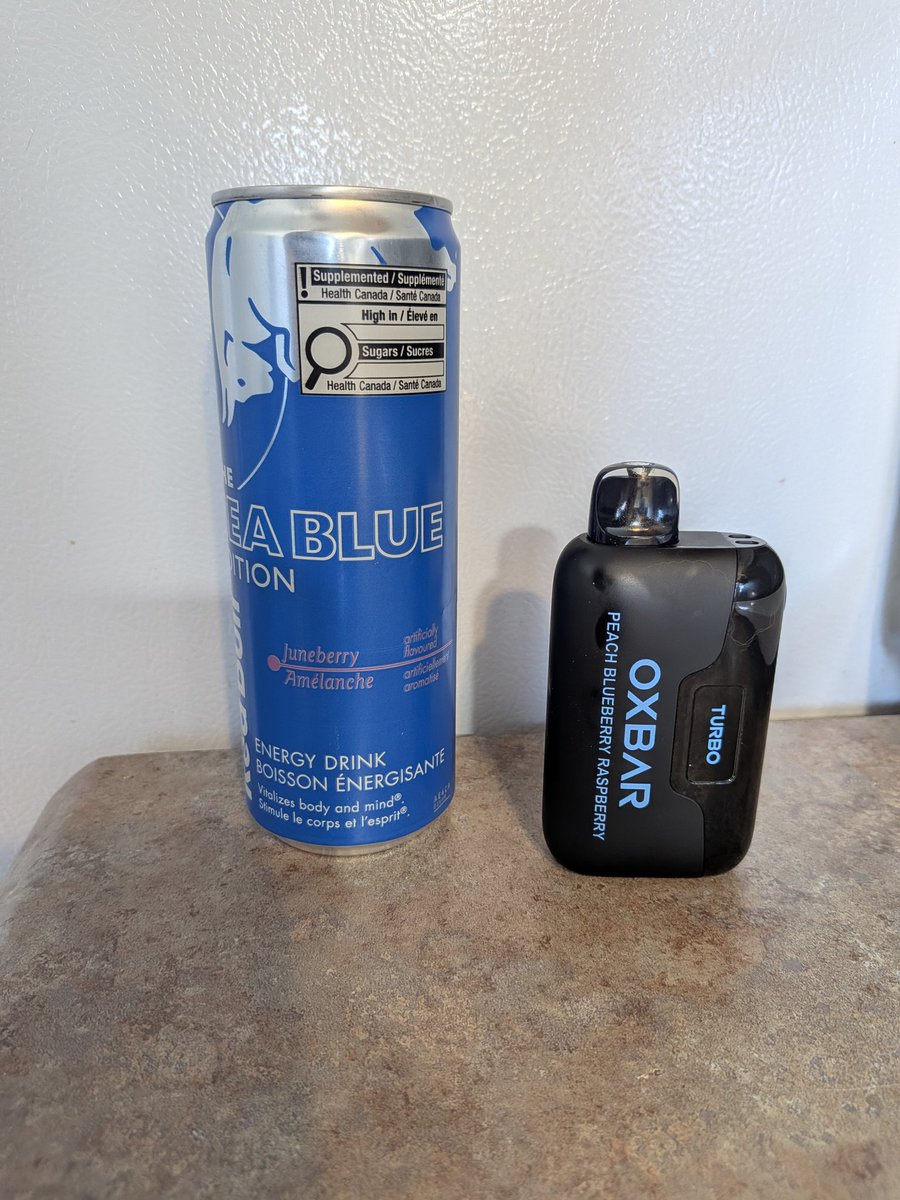 !
Supplemented / Supplémenté
Health Canada / Santé Canada
High in / Élevé en
Sugars / Sucres
Health Canada / Santé Canada
EA BLUE
Juneberry
Amélanche
artificially
flavoured
artificiellement
aromatisé
ENERGY DRINK
BOISSON ÉNERGISANTE
Vitalizes body and mind®.
Stimule le corps et l'esprit®.
OXBAR
PEACH BLUEBERRY RASPBERRY
TURBO